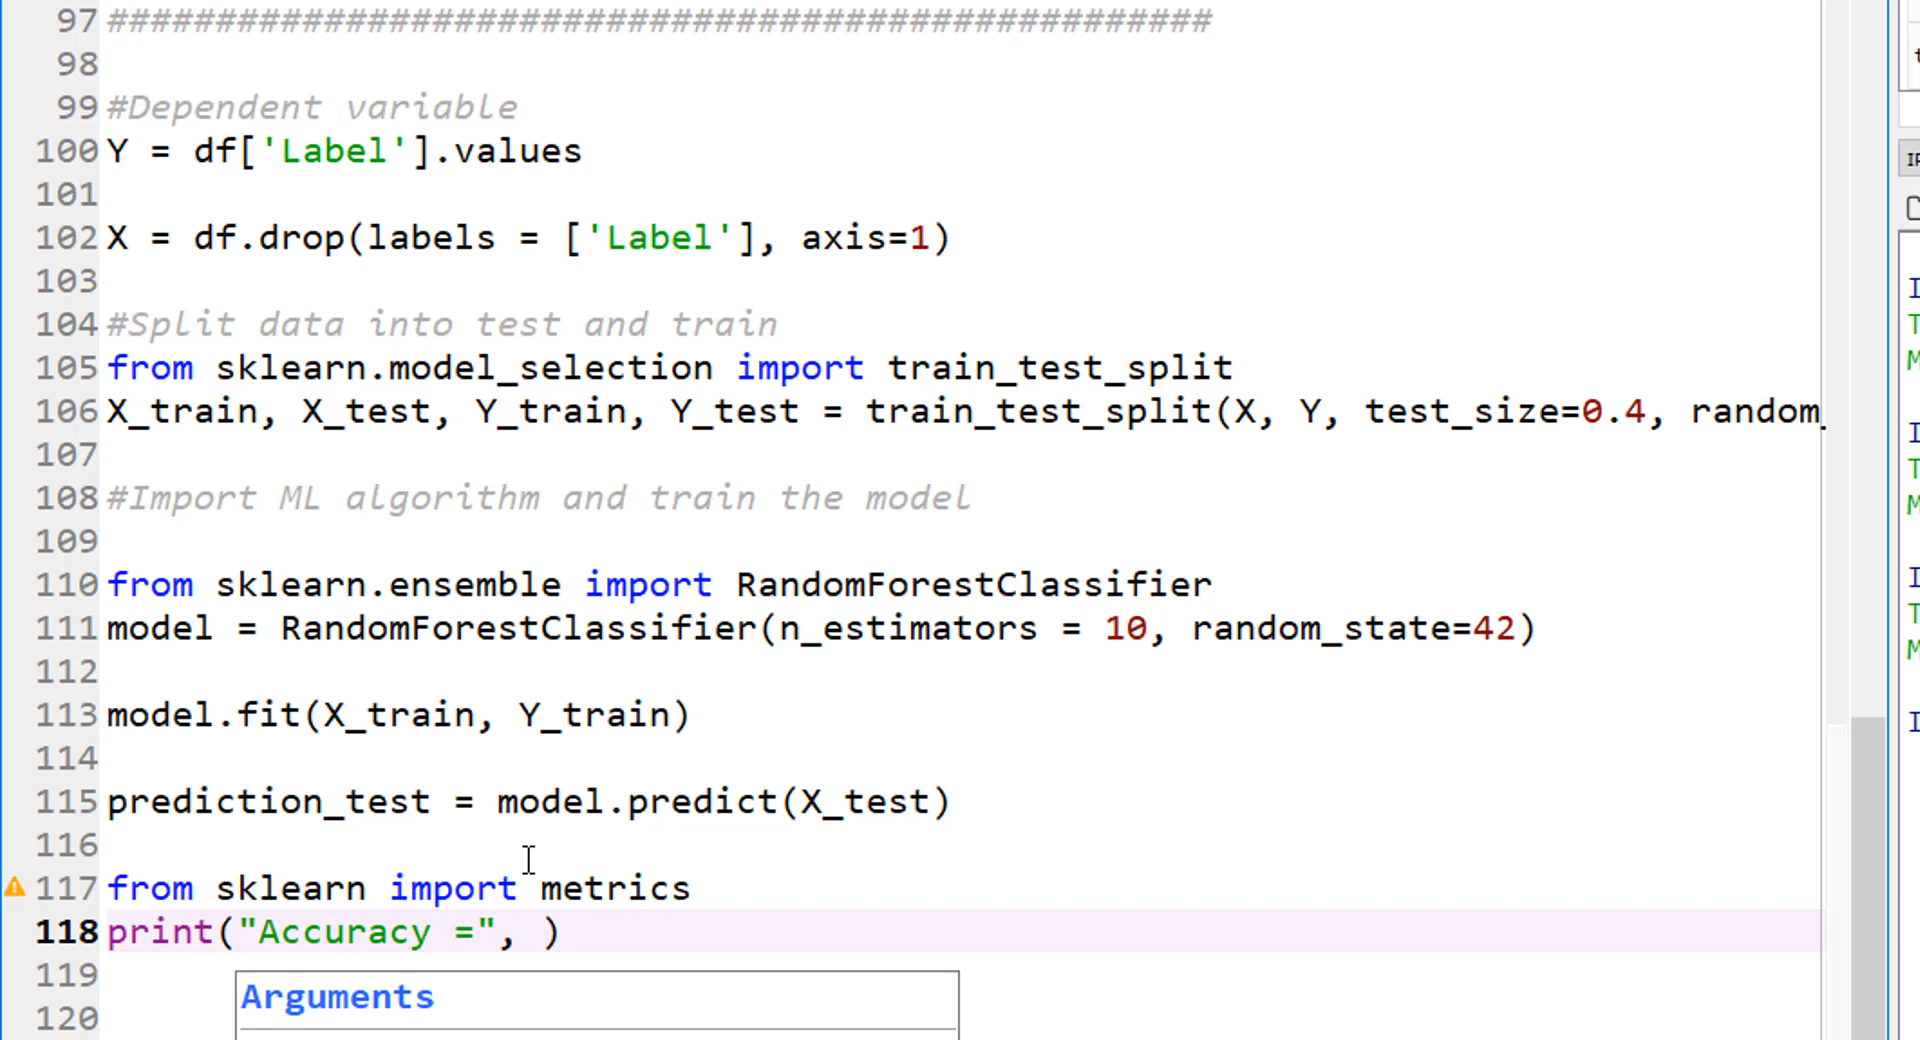 97 ###################################################
98
99 #Dependent variable
100 Y = df['Label'].values
101
102 X = df.drop(labels = ['Label'], axis=1)
103
104 #Split data into test and train
105 from sklearn.model_selection import train_test_split
106 X_train, X_test, Y_train, Y_test = train_test_split(X, Y, test_size=0.4, random_
107
108 #Import ML algorithm and train the model
109
110 from sklearn.ensemble import RandomForestClassifier
111 model = RandomForestClassifier(n_estimators = 10, random_state=42)
112
113 model.fit(X_train, Y_train)
114
115 prediction_test = model.predict(X_test)
116
117 from sklearn import metrics
118 print("Accuracy =", )
119
120
Arguments